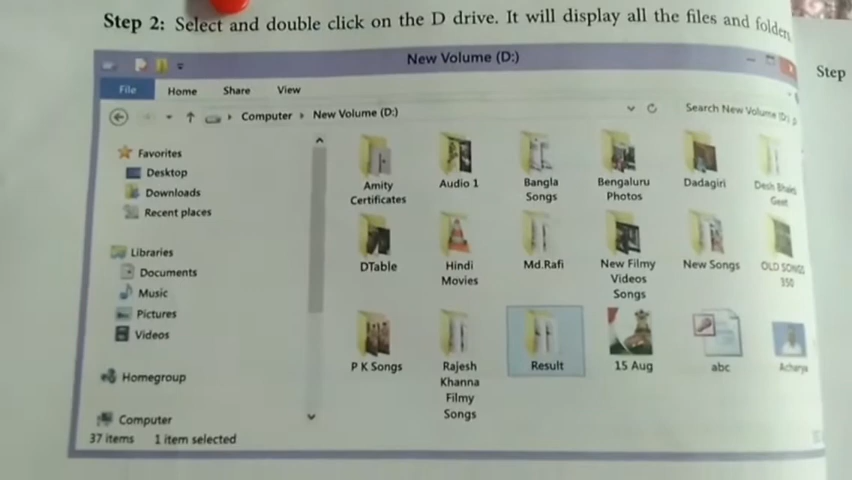 Step 2: Select and double click on the D drive. It will display all the files and folders
Step
New Volume (D:)
File Home Share View
Computer New Volume (D:)
Search New Volume (D:)
Favorites
Desktop
Downloads
Recent places
Libraries
Documents
Music
Pictures
Videos
Homegroup
Computer
Amity Certificates
Audio 1
Bangla Songs
Bengaluru Photos
Dadagiri
Desh Geet
DTable
Hindi Movies
Md.Rafi
New Filmy Videos Songs
New Songs
OLD SONGS 350
P K Songs
Rajesh Khanna Filmy Songs
Result
15 Aug
abc
Acharya
37 items 1 item selected